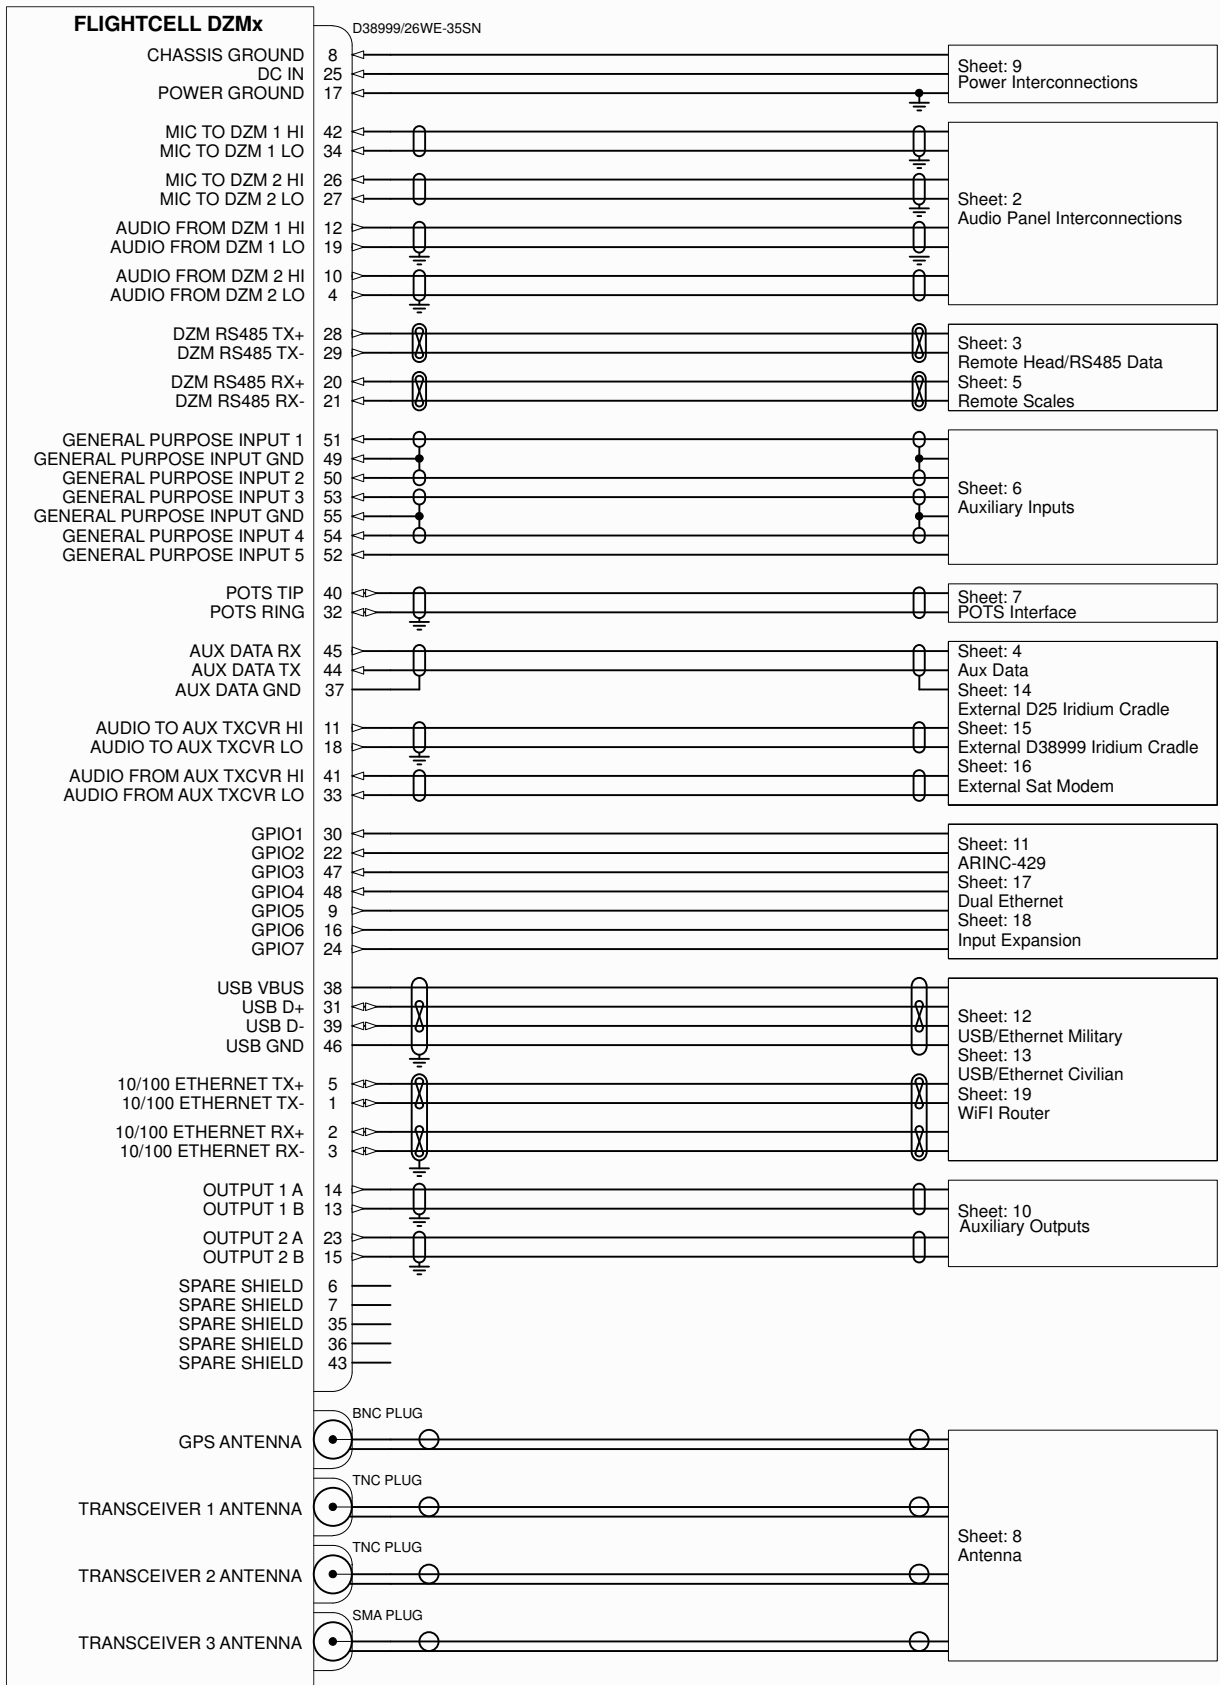 FLIGHTCELL DZMx
D38999/26WE-35SN
CHASSIS GROUND 8
DC IN 25
POWER GROUND 17
Sheet: 9
Power Interconnections
MIC TO DZM 1 HI 42
MIC TO DZM 1 LO 34
MIC TO DZM 2 HI 26
MIC TO DZM 2 LO 27
AUDIO FROM DZM 1 HI 12
AUDIO FROM DZM 1 LO 19
AUDIO FROM DZM 2 HI 10
AUDIO FROM DZM 2 LO 4
Sheet: 2
Audio Panel Interconnections
DZM RS485 TX+ 28
DZM RS485 TX- 29
DZM RS485 RX+ 20
DZM RS485 RX- 21
Sheet: 3
Remote Head/RS485 Data
Sheet: 5
Remote Scales
GENERAL PURPOSE INPUT 1 51
GENERAL PURPOSE INPUT GND 49
GENERAL PURPOSE INPUT 2 50
GENERAL PURPOSE INPUT 3 53
GENERAL PURPOSE INPUT GND 55
GENERAL PURPOSE INPUT 4 54
GENERAL PURPOSE INPUT 5 52
Sheet: 6
Auxiliary Inputs
POTS TIP 40
POTS RING 32
Sheet: 7
POTS Interface
AUX DATA RX 45
AUX DATA TX 44
AUX DATA GND 37
AUDIO TO AUX TXCVR HI 11
AUDIO TO AUX TXCVR LO 18
AUDIO FROM AUX TXCVR HI 41
AUDIO FROM AUX TXCVR LO 33
Sheet: 4
Aux Data
Sheet: 14
External D25 Iridium Cradle
Sheet: 15
External D38999 Iridium Cradle
Sheet: 16
External Sat Modem
GPIO1 30
GPIO2 22
GPIO3 47
GPIO4 48
GPIO5 9
GPIO6 16
GPIO7 24
Sheet: 11
ARINC-429
Sheet: 17
Dual Ethernet
Sheet: 18
Input Expansion
USB VBUS 38
USB D+ 31
USB D- 39
USB GND 46
10/100 ETHERNET TX+ 5
10/100 ETHERNET TX- 1
10/100 ETHERNET RX+ 2
10/100 ETHERNET RX- 3
Sheet: 12
USB/Ethernet Military
Sheet: 13
USB/Ethernet Civilian
Sheet: 19
WiFI Router
OUTPUT 1 A 14
OUTPUT 1 B 13
OUTPUT 2 A 23
OUTPUT 2 B 15
Sheet: 10
Auxiliary Outputs
SPARE SHIELD 6
SPARE SHIELD 7
SPARE SHIELD 35
SPARE SHIELD 36
SPARE SHIELD 43
BNC PLUG
GPS ANTENNA
TNC PLUG
TRANSCEIVER 1 ANTENNA
TNC PLUG
TRANSCEIVER 2 ANTENNA
SMA PLUG
TRANSCEIVER 3 ANTENNA
Sheet: 8
Antenna